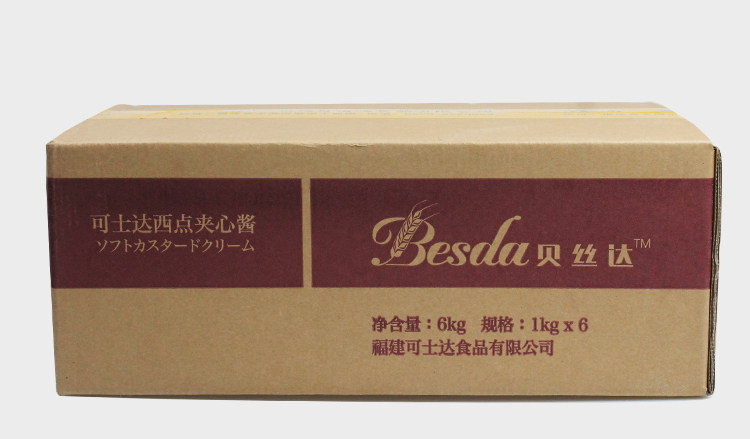 可士达西点夹心酱
ソフトカスタードクリーム
Besda贝丝达™
净含量：6kg 规格：1kg x 6
福建可士达食品有限公司